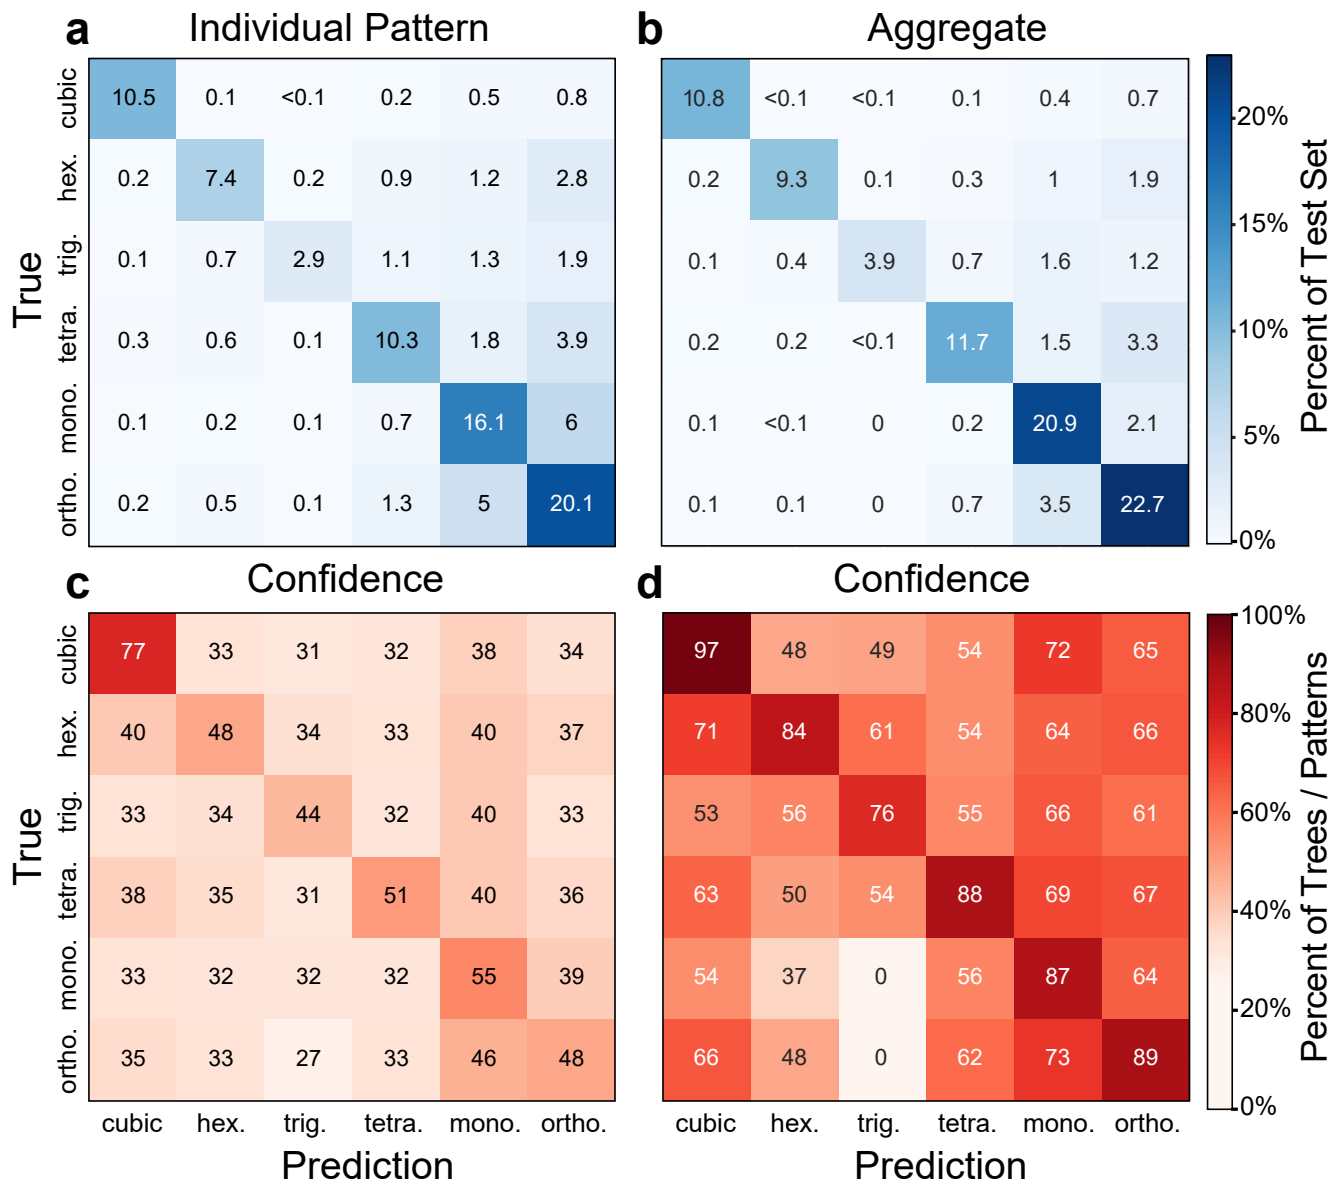 a Individual Pattern
b Aggregate
cubic 10.5 0.1 <0.1 0.2 0.5 0.8
10.8 <0.1 <0.1 0.1 0.4 0.7
hex. 0.2 7.4 0.2 0.9 1.2 2.8
0.2 9.3 0.1 0.3 1 1.9
trig. 0.1 0.7 2.9 1.1 1.3 1.9
0.1 0.4 3.9 0.7 1.6 1.2
tetra. 0.3 0.6 0.1 10.3 1.8 3.9
0.2 0.2 <0.1 11.7 1.5 3.3
mono. 0.1 0.2 0.1 0.7 16.1 6
0.1 <0.1 0 0.2 20.9 2.1
ortho. 0.2 0.5 0.1 1.3 5 20.1
0.1 0.1 0 0.7 3.5 22.7
True
20%
15%
10%
5%
0%
Percent of Test Set
c Confidence
d Confidence
cubic 77 33 31 32 38 34
97 48 49 54 72 65
hex. 40 48 34 33 40 37
71 84 61 54 64 66
trig. 33 34 44 32 40 33
53 56 76 55 66 61
tetra. 38 35 31 51 40 36
63 50 54 88 69 67
mono. 33 32 32 32 55 39
54 37 0 56 87 64
ortho. 35 33 27 33 46 48
66 48 0 62 73 89
True
100%
80%
60%
40%
20%
0%
Percent of Trees / Patterns
cubic hex. trig. tetra. mono. ortho.
cubic hex. trig. tetra. mono. ortho.
Prediction
Prediction